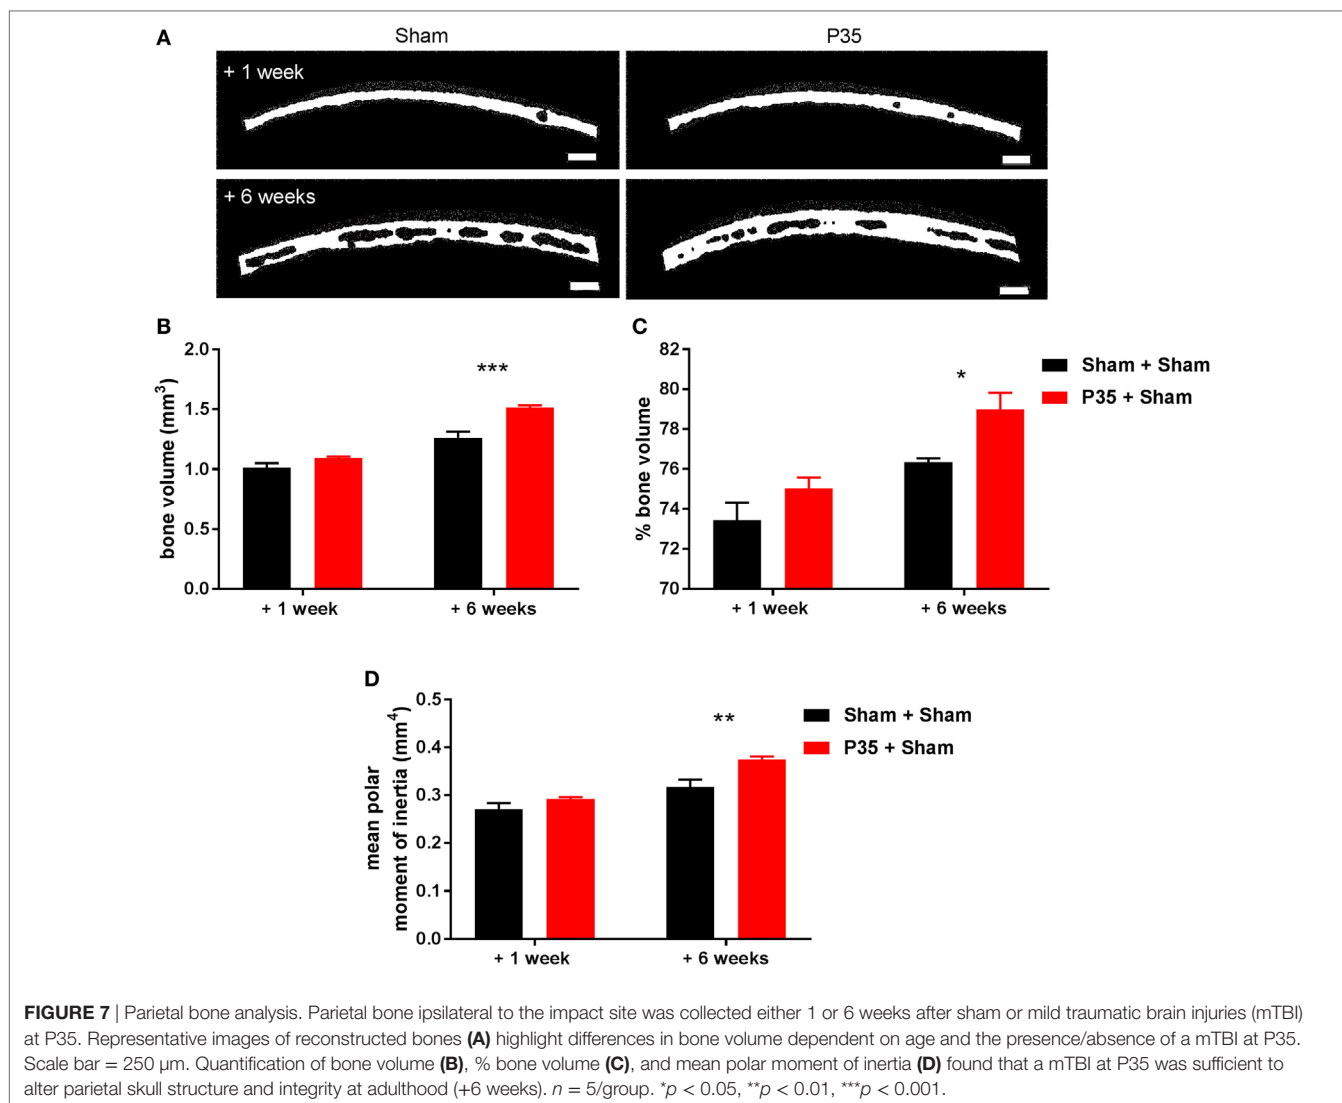 A
Sham
P35
+ 1 week
+ 6 weeks
B
2.0
1.5
1.0
0.5
0.0
bone volume (mm³)
***
+ 1 week
+ 6 weeks
C
82
80
78
76
74
72
70
% bone volume
*
+ 1 week
+ 6 weeks
Sham + Sham
P35 + Sham
D
0.5
0.4
0.3
0.2
0.1
0.0
mean polar
moment of inertia (mm⁴)
**
+ 1 week
+ 6 weeks
Sham + Sham
P35 + Sham
FIGURE 7 | Parietal bone analysis. Parietal bone ipsilateral to the impact site was collected either 1 or 6 weeks after sham or mild traumatic brain injuries (mTBI)
at P35. Representative images of reconstructed bones (A) highlight differences in bone volume dependent on age and the presence/absence of a mTBI at P35.
Scale bar = 250 µm. Quantification of bone volume (B), % bone volume (C), and mean polar moment of inertia (D) found that a mTBI at P35 was sufficient to
alter parietal skull structure and integrity at adulthood (+6 weeks). n = 5/group. *p < 0.05, **p < 0.01, ***p < 0.001.